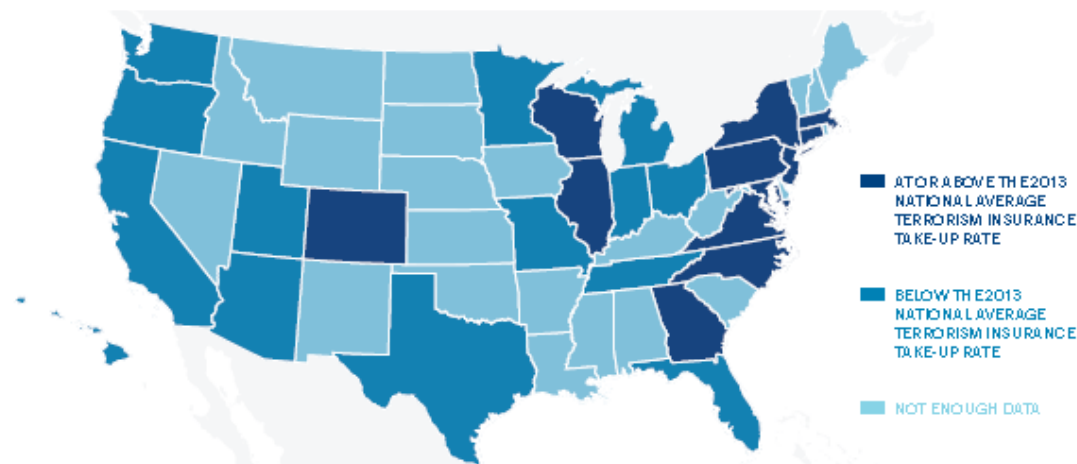 AT OR ABOVE THE 2013
NATIONAL AVERAGE
TERRORISM INSURANCE
TAKE-UP RATE
BELOW THE 2013
NATIONAL AVERAGE
TERRORISM INSURANCE
TAKE-UP RATE
NOT ENOUGH DATA